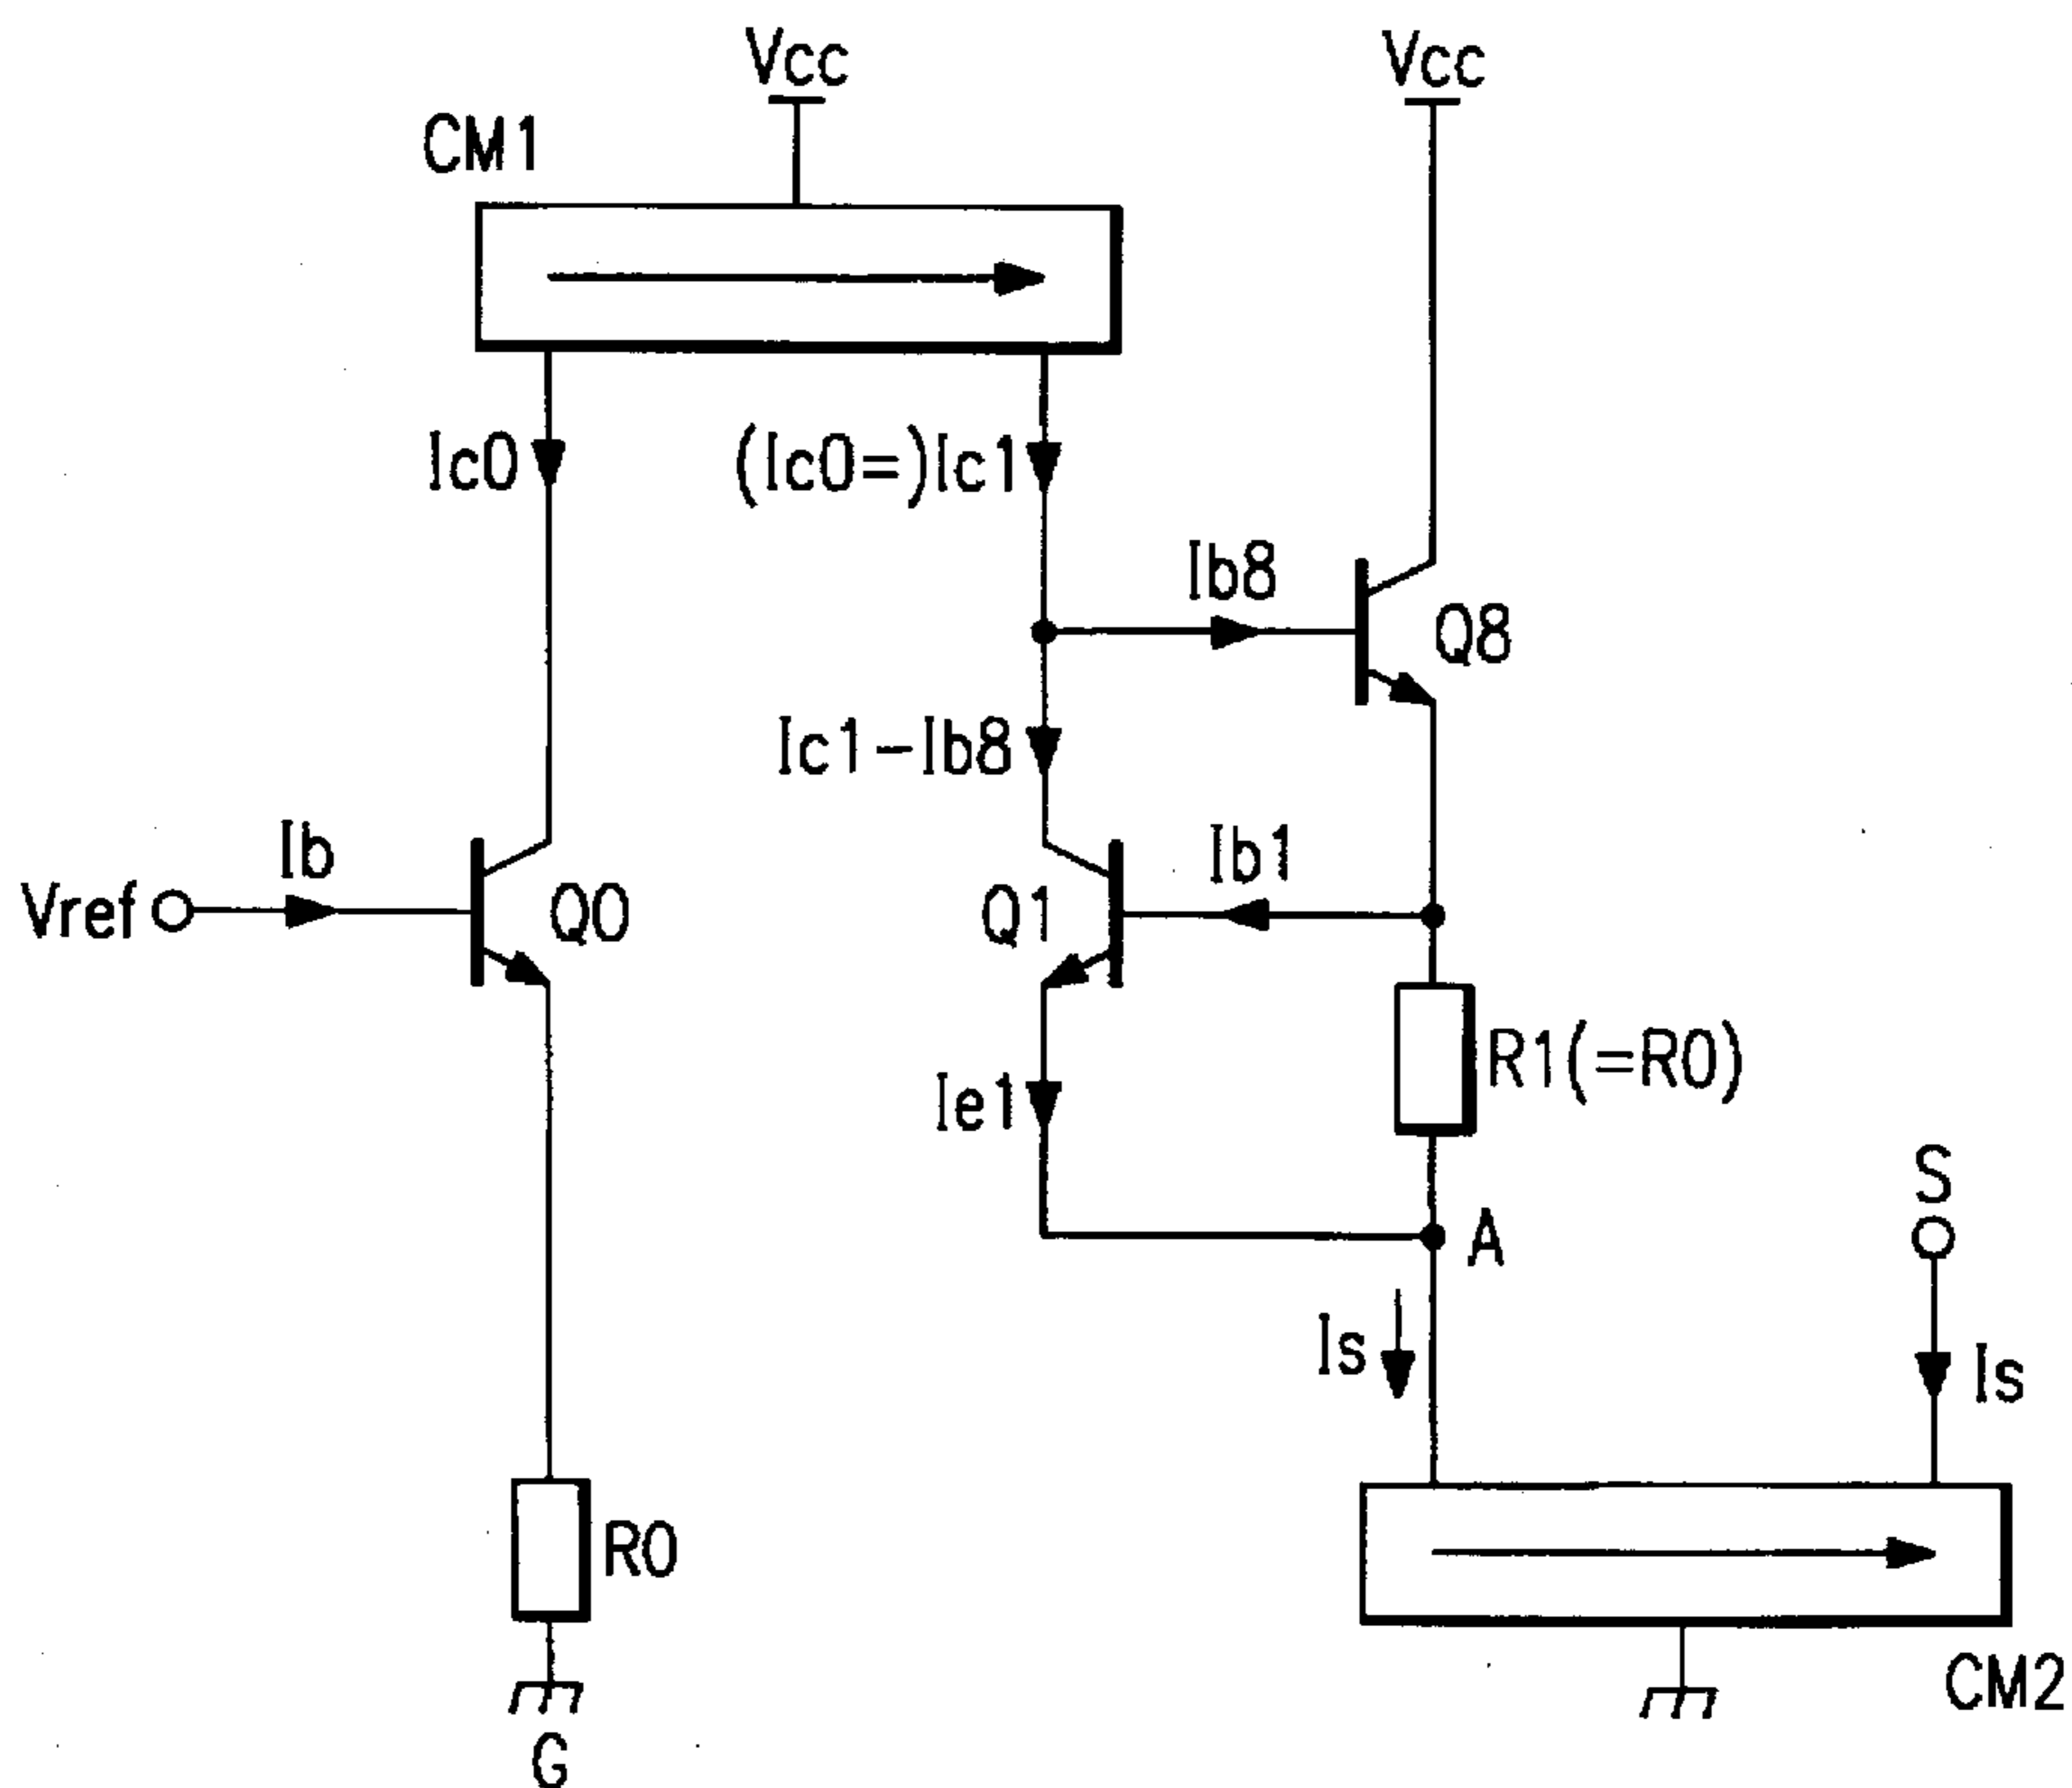 Vcc
Vcc
CM1
Ic0
(Ic0=)Ic1
Ib8
Q8
Ic1-Ib8
Ib
Ib1
Vref
Q0
Q1
R1(=R0)
Ie1
S
A
Is
Is
R0
CM2
G